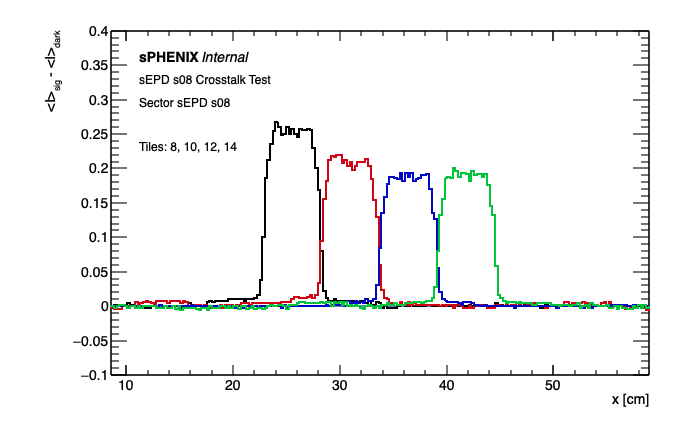 <I>sig - <I>dark
0.4
0.35
0.3
0.25
0.2
0.15
0.1
0.05
0
−0.05
−0.1
sPHENIX Internal
sEPD s08 Crosstalk Test
Sector sEPD s08
Tiles: 8, 10, 12, 14
10 20 30 40 50
x [cm]